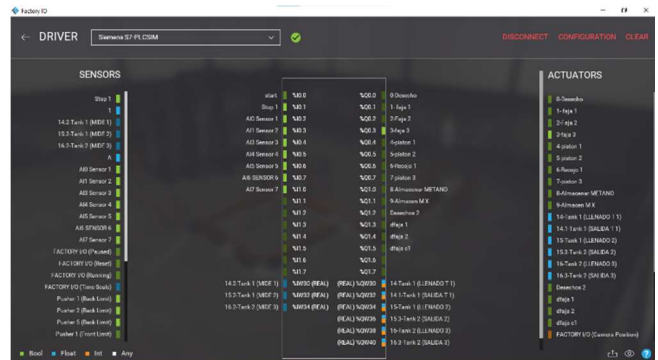 Factory IO
DRIVER
Siemens S7-PLCSIM
DISCONNECT
CONFIGURATION
CLEAR
SENSORS
Stop 1
1
14.2-Tank 1 (MIDE 1)
15.2-Tank 2 (MIDE 2)
16.2-Tank 2 (MIDE 3)
A
AI0 Sensor 1
AI1 Sensor 2
AI3 Sensor 3
AI4 Sensor 4
AI5 Sensor 5
AI6 SENSOR 6
AI7 Sensor 7
FACTORY I/O (Paused)
FACTORY I/O (Reset)
FACTORY I/O (Running)
FACTORY I/O (Time Scale)
Pusher 1 (Back Limit)
Pusher 2 (Back Limit)
Pusher 5 (Back Limit)
Pusher 1 (Front Limit)
start %I0.0
Stop 1 %I0.1
AI0 Sensor 1 %I0.2
AI1 Sensor 2 %I0.3
AI3 Sensor 3 %I0.4
AI4 Sensor 4 %I0.5
AI5 Sensor 5 %I0.6
AI6 SENSOR 6 %I0.7
AI7 Sensor 7 %I1.0
%I1.1
%I1.2
%I1.3
%I1.4
%I1.5
%I1.6
%I1.7
14.2-Tank 1 (MIDE 1) %IW30 (REAL)
15.2-Tank 2 (MIDE 2) %IW32 (REAL)
16.2-Tank 2 (MIDE 3) %IW34 (REAL)
%Q0.0 0-Desecho
%Q0.1 1- faja 1
%Q0.2 2-Faja 2
%Q0.3 3-faja 3
%Q0.4 4-piston 1
%Q0.5 5-piston 2
%Q0.6 6-Recojo 1
%Q0.7 7-piston 3
%Q1.0 8-Almacenar METANO
%Q1.1 9-Almacen MX
%Q1.2 Desechos 2
%Q1.3 dfaja 1
%Q1.4 dfaja 2
%Q1.5 dfaja c1
%Q1.6
%Q1.7
(REAL) %QW30 14-Tank 1 (LLENADO T 1)
(REAL) %QW32 14.1-Tank 1 (SALIDA T 1)
(REAL) %QW34 15-Tank 1 (LLENADO 2)
(REAL) %QW36 15.3-Tank 2 (SALIDA 2)
(REAL) %QW38 16-Tank 2 (LLENADO 3)
(REAL) %QW40 16.3-Tank 2 (SALIDA 3)
ACTUATORS
0-Desecho
1- faja 1
2-Faja 2
3-faja 3
4-piston 1
5-piston 2
6-Recojo 1
7-piston 3
8-Almacenar METANO
9-Almacen MX
14-Tank 1 (LLENADO T 1)
14.1-Tank 1 (SALIDA T 1)
15-Tank 1 (LLENADO 2)
15.3-Tank 2 (SALIDA 2)
16-Tank 2 (LLENADO 3)
16.3-Tank 2 (SALIDA 3)
Desechos 2
dfaja 1
dfaja 2
dfaja c1
FACTORY I/O (Camera Position)
Bool
Float
Int
Any